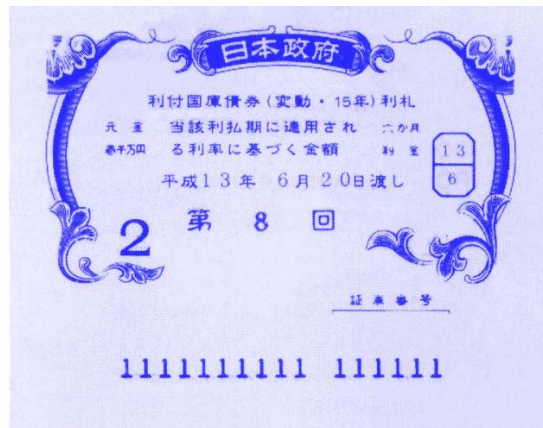 日本政府
利付国庫債券(変動・15年)利札
元金 当該利払期に適用され 六か月
壱千万円 る利率に基づく金額 利金
13
6
平成13年 6月20日渡し
第 8 回
2
証票番号
1111111111 111111